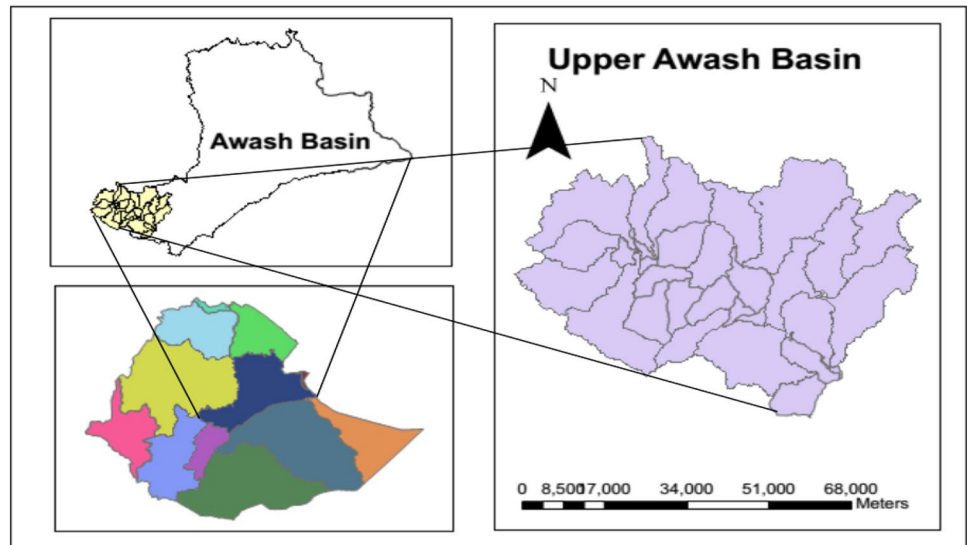 Awash Basin
Upper Awash Basin
N
0 8,500 17,000 34,000 51,000 68,000
Meters